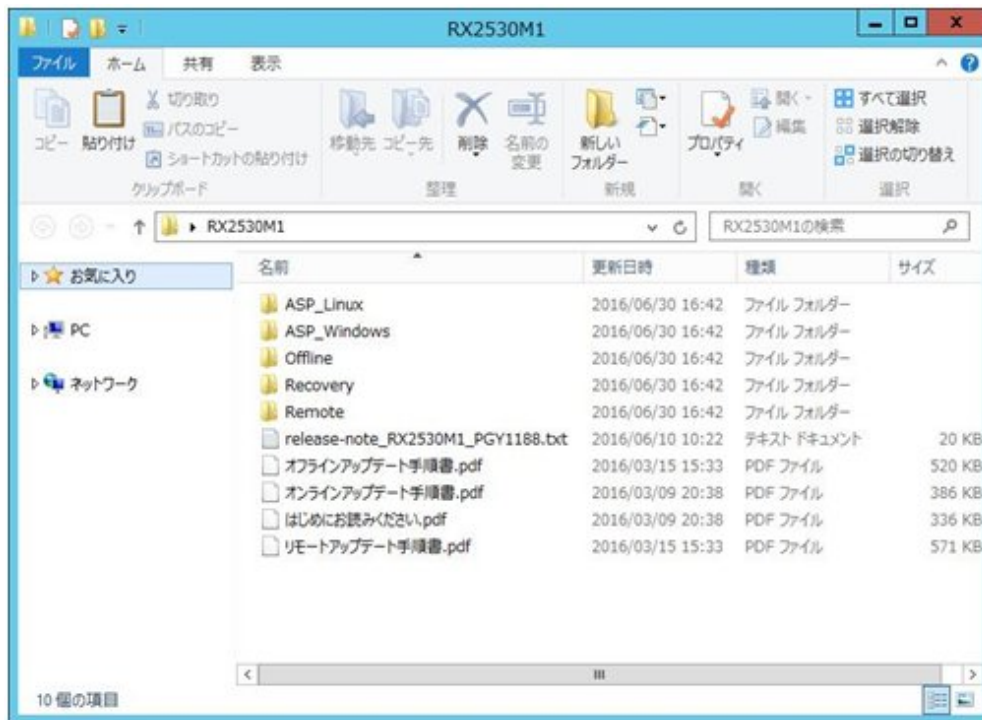 RX2530M1
ファイル ホーム 共有 表示
コピー
貼り付け
切り取り
パスのコピー
ショートカットの貼り付け
移動先 コピー先 削除 名前の変更
新しいフォルダー
プロパティ
開く
編集
すべて選択
選択解除
選択の切り替え
クリップボード 整理 新規 開く 選択
RX2530M1 RX2530M1の検索
お気に入り
PC
ネットワーク
名前 更新日時 種類 サイズ
ASP_Linux 2016/06/30 16:42 ファイル フォルダー
ASP_Windows 2016/06/30 16:42 ファイル フォルダー
Offline 2016/06/30 16:42 ファイル フォルダー
Recovery 2016/06/30 16:42 ファイル フォルダー
Remote 2016/06/30 16:42 ファイル フォルダー
release-note_RX2530M1_PGY1188.txt 2016/06/10 10:22 テキスト ドキュメント 20 KB
オフラインアップデート手順書.pdf 2016/03/15 15:33 PDF ファイル 520 KB
オンラインアップデート手順書.pdf 2016/03/09 20:38 PDF ファイル 386 KB
はじめにお読みください.pdf 2016/03/09 20:38 PDF ファイル 336 KB
リモートアップデート手順書.pdf 2016/03/15 15:33 PDF ファイル 571 KB
10 個の項目